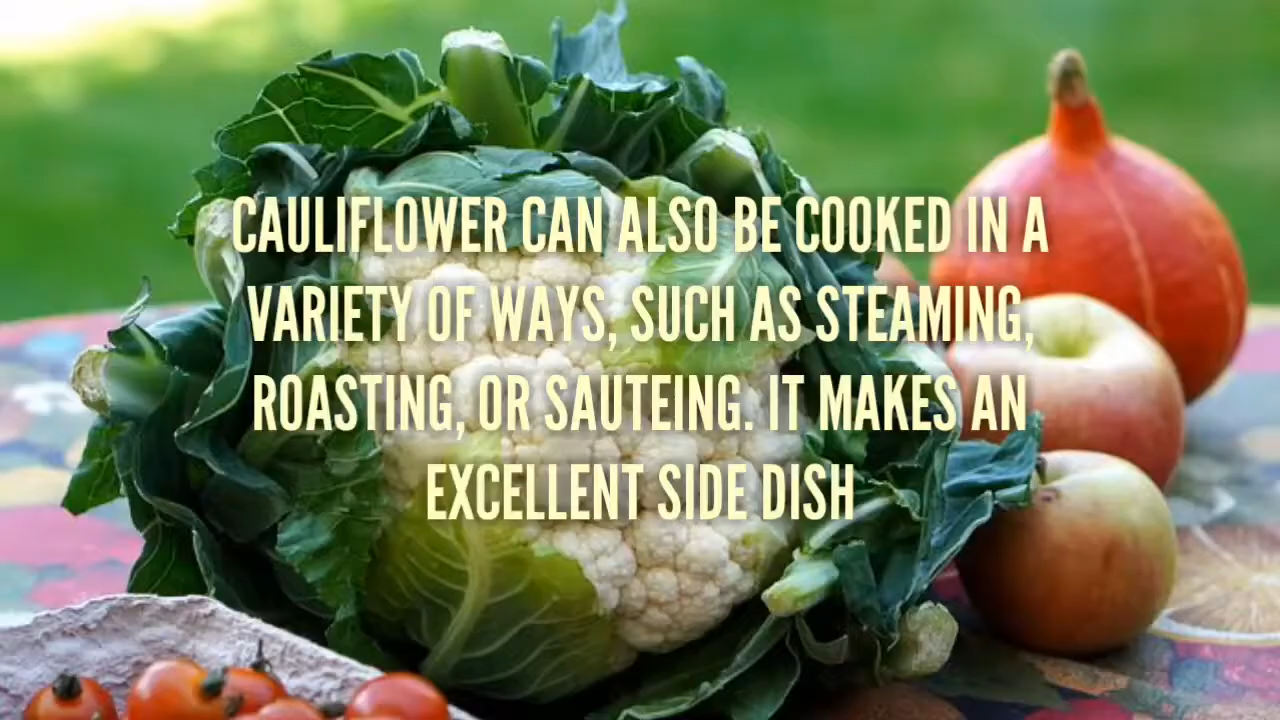 CAULIFLOWER CAN ALSO BE COOKED IN A
VARIETY OF WAYS, SUCH AS STEAMING,
ROASTING, OR SAUTEING. IT MAKES AN
EXCELLENT SIDE DISH